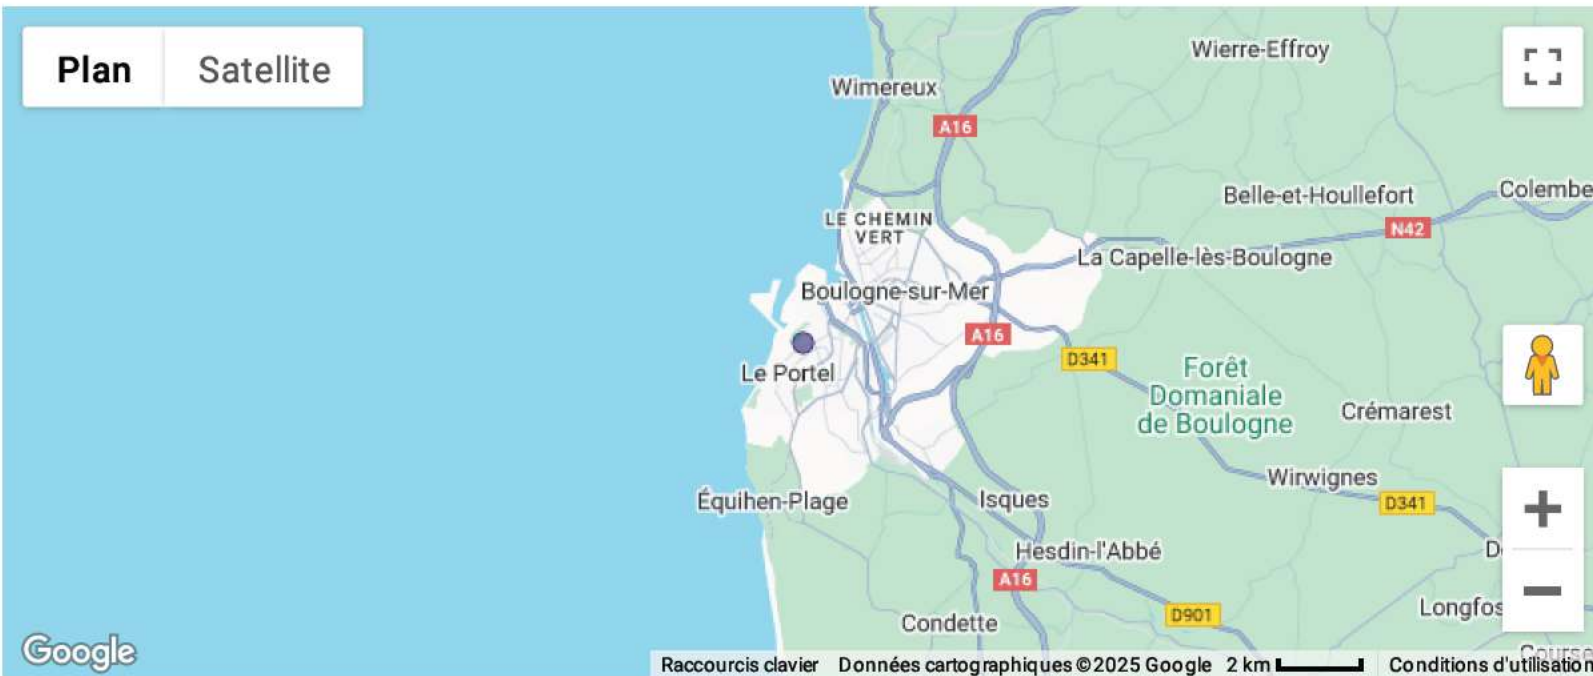 Plan
Satellite
Wierre-Effroy
Wimereux
A16
Belle-et-Houllefort
Colembe
LE CHEMIN
VERT
N42
La Capelle-lès-Boulogne
Boulogne-sur-Mer
A16
D341
Le Portel
Forêt
Domaniale
de Boulogne
Crémarest
Wirwignes
Équihen-Plage
Isques
D341
Hesdin-l'Abbé
D
A16
Longfos
D901
Condette
Google
Course
Raccourcis clavier
Données cartographiques ©2025 Google
2 km
Conditions d'utilisation